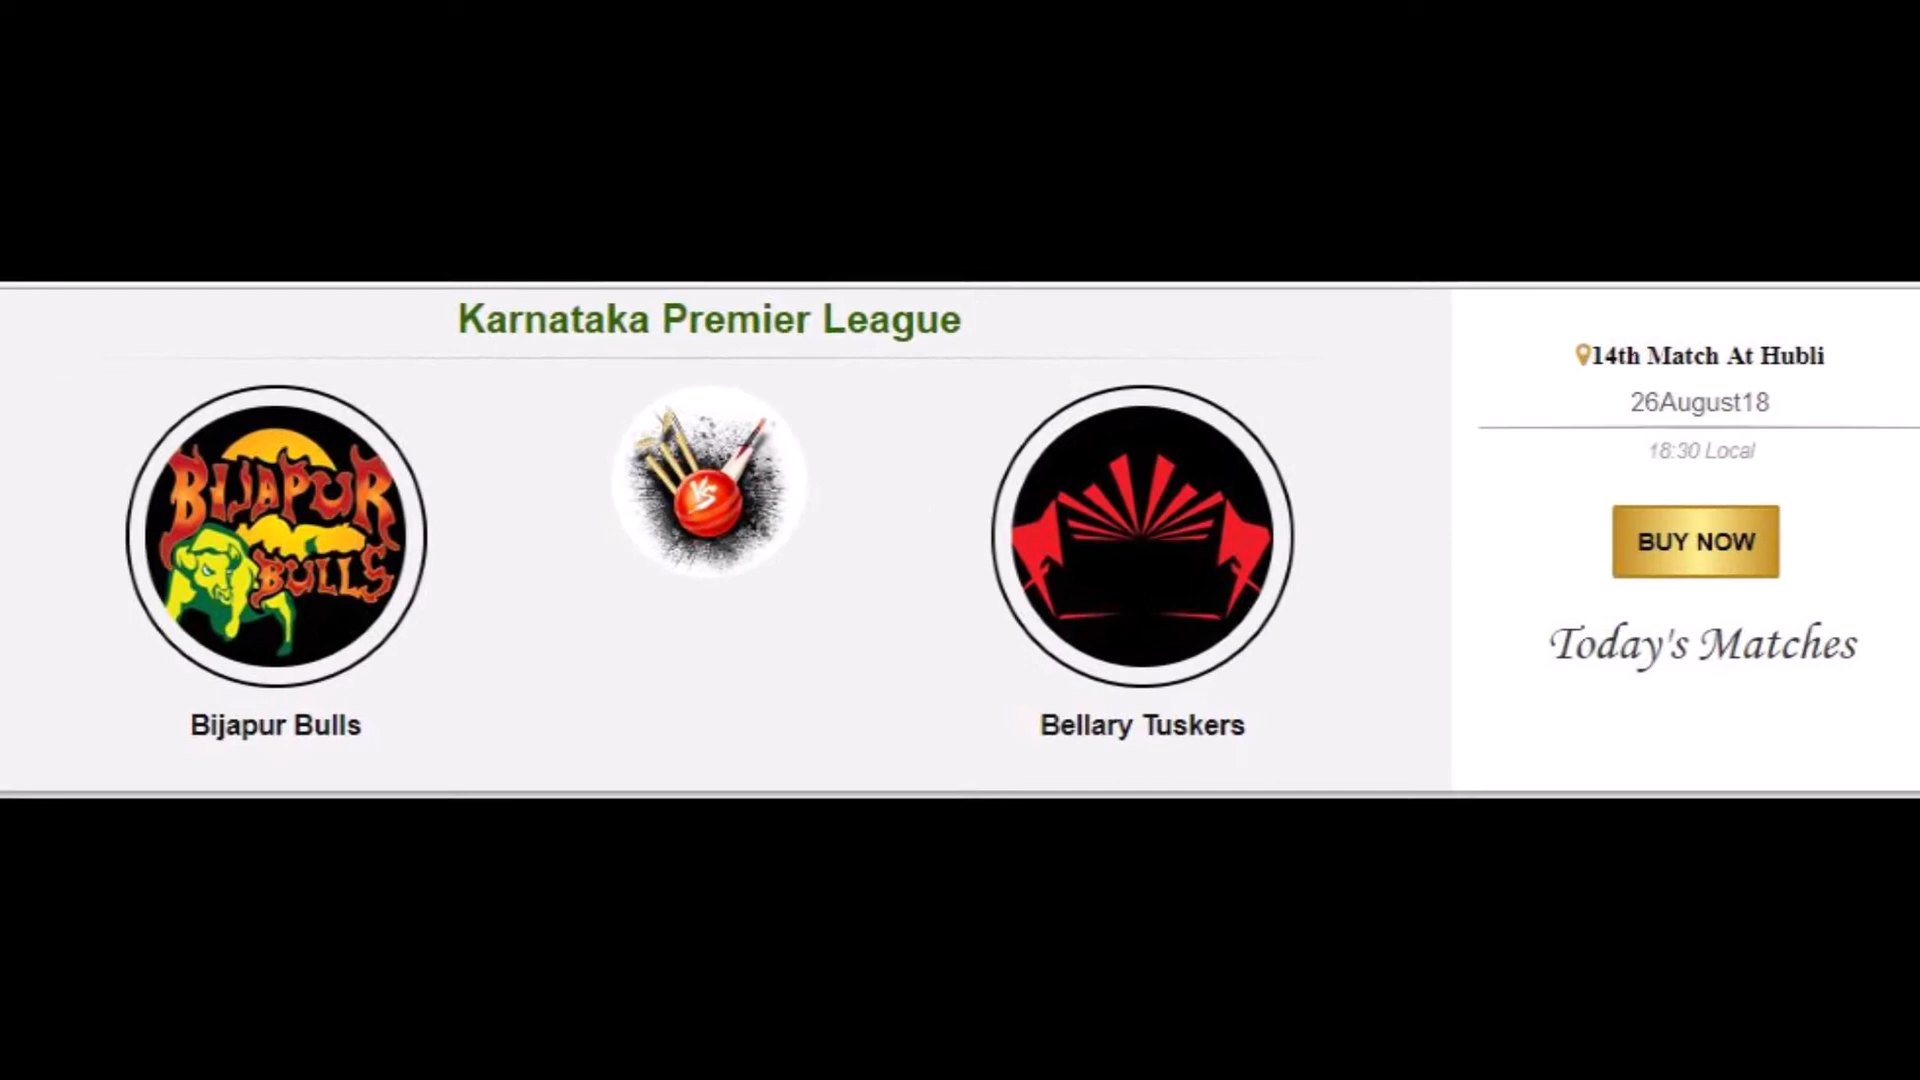 Karnataka Premier League
BIJAPUR
BULLS
VS
Bijapur Bulls
Bellary Tuskers
14th Match At Hubli
26August18
18:30 Local
BUY NOW
Today's Matches